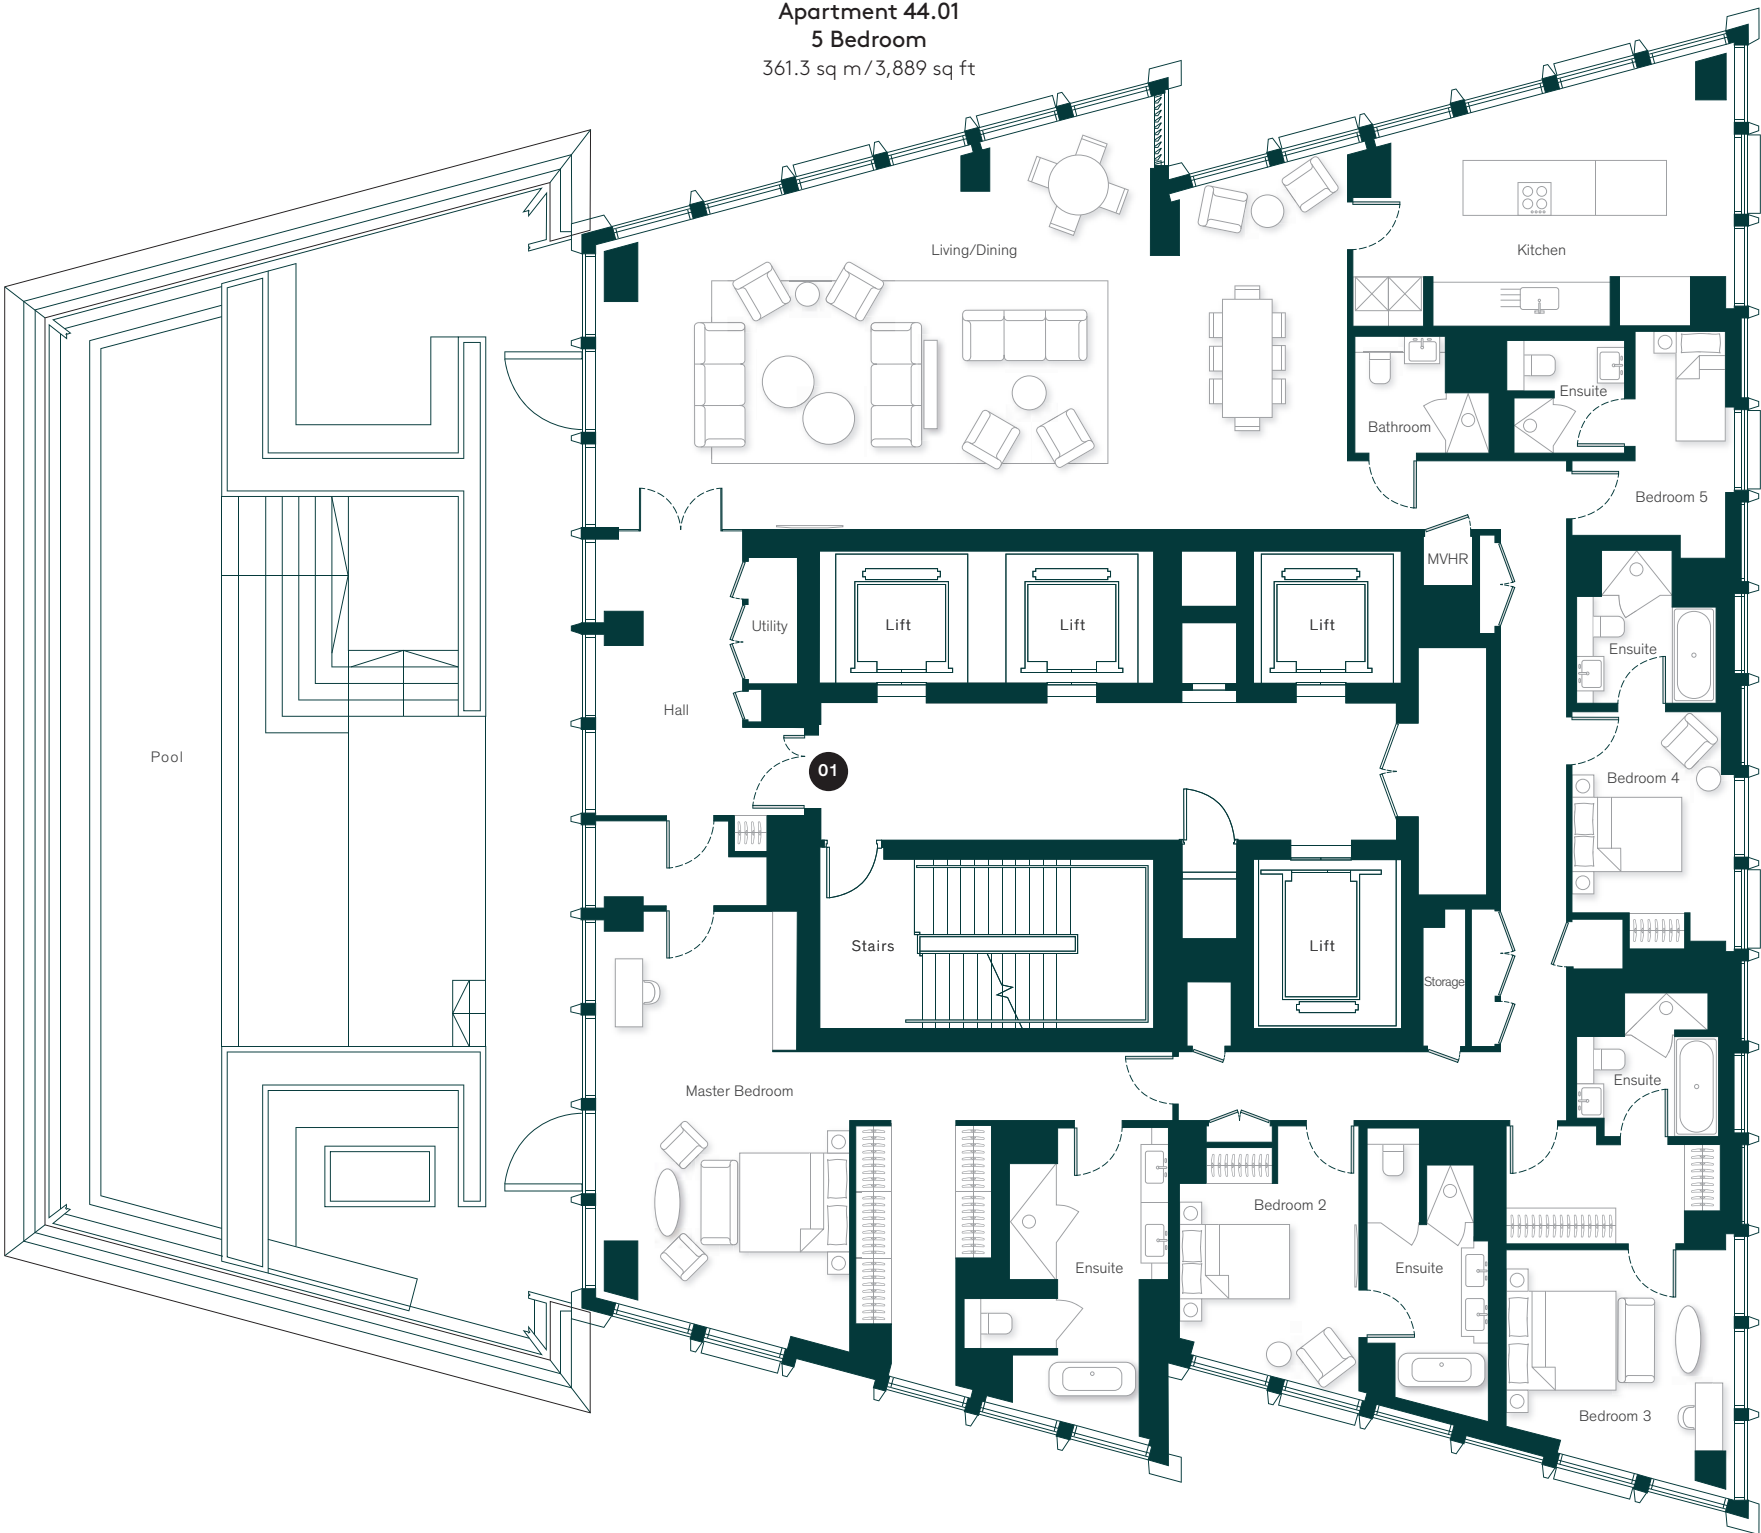 Apartment 44.01
5 Bedroom
361.3 sq m / 3,889 sq ft
Living/Dining
Kitchen
Ensuite
Bathroom
Bedroom 5
MVHR
Utility
Lift
Lift
Lift
Ensuite
Hall
Pool
01
Bedroom 4
Stairs
Lift
Storage
Master Bedroom
Ensuite
Bedroom 2
Ensuite
Ensuite
Bedroom 3